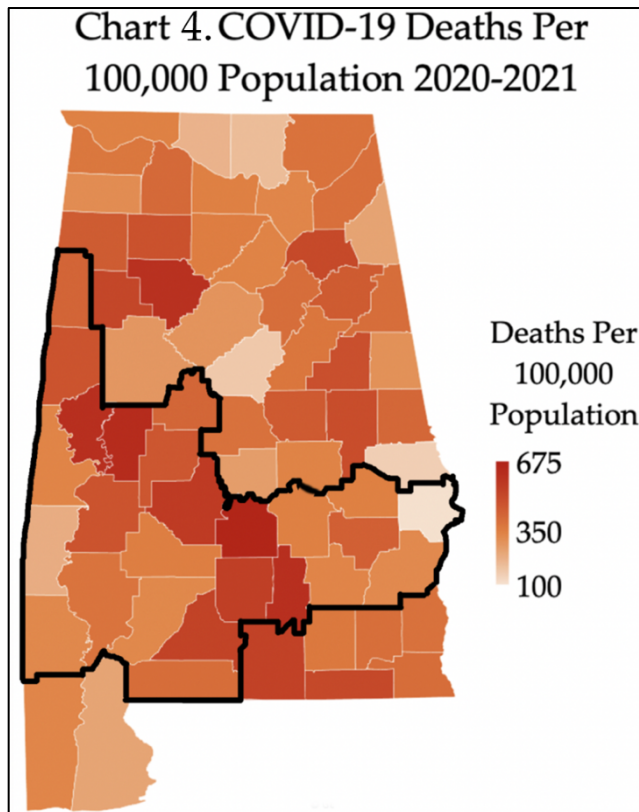 Chart 4. COVID-19 Deaths Per
100,000 Population 2020-2021
Deaths Per
100,000
Population
675
350
100